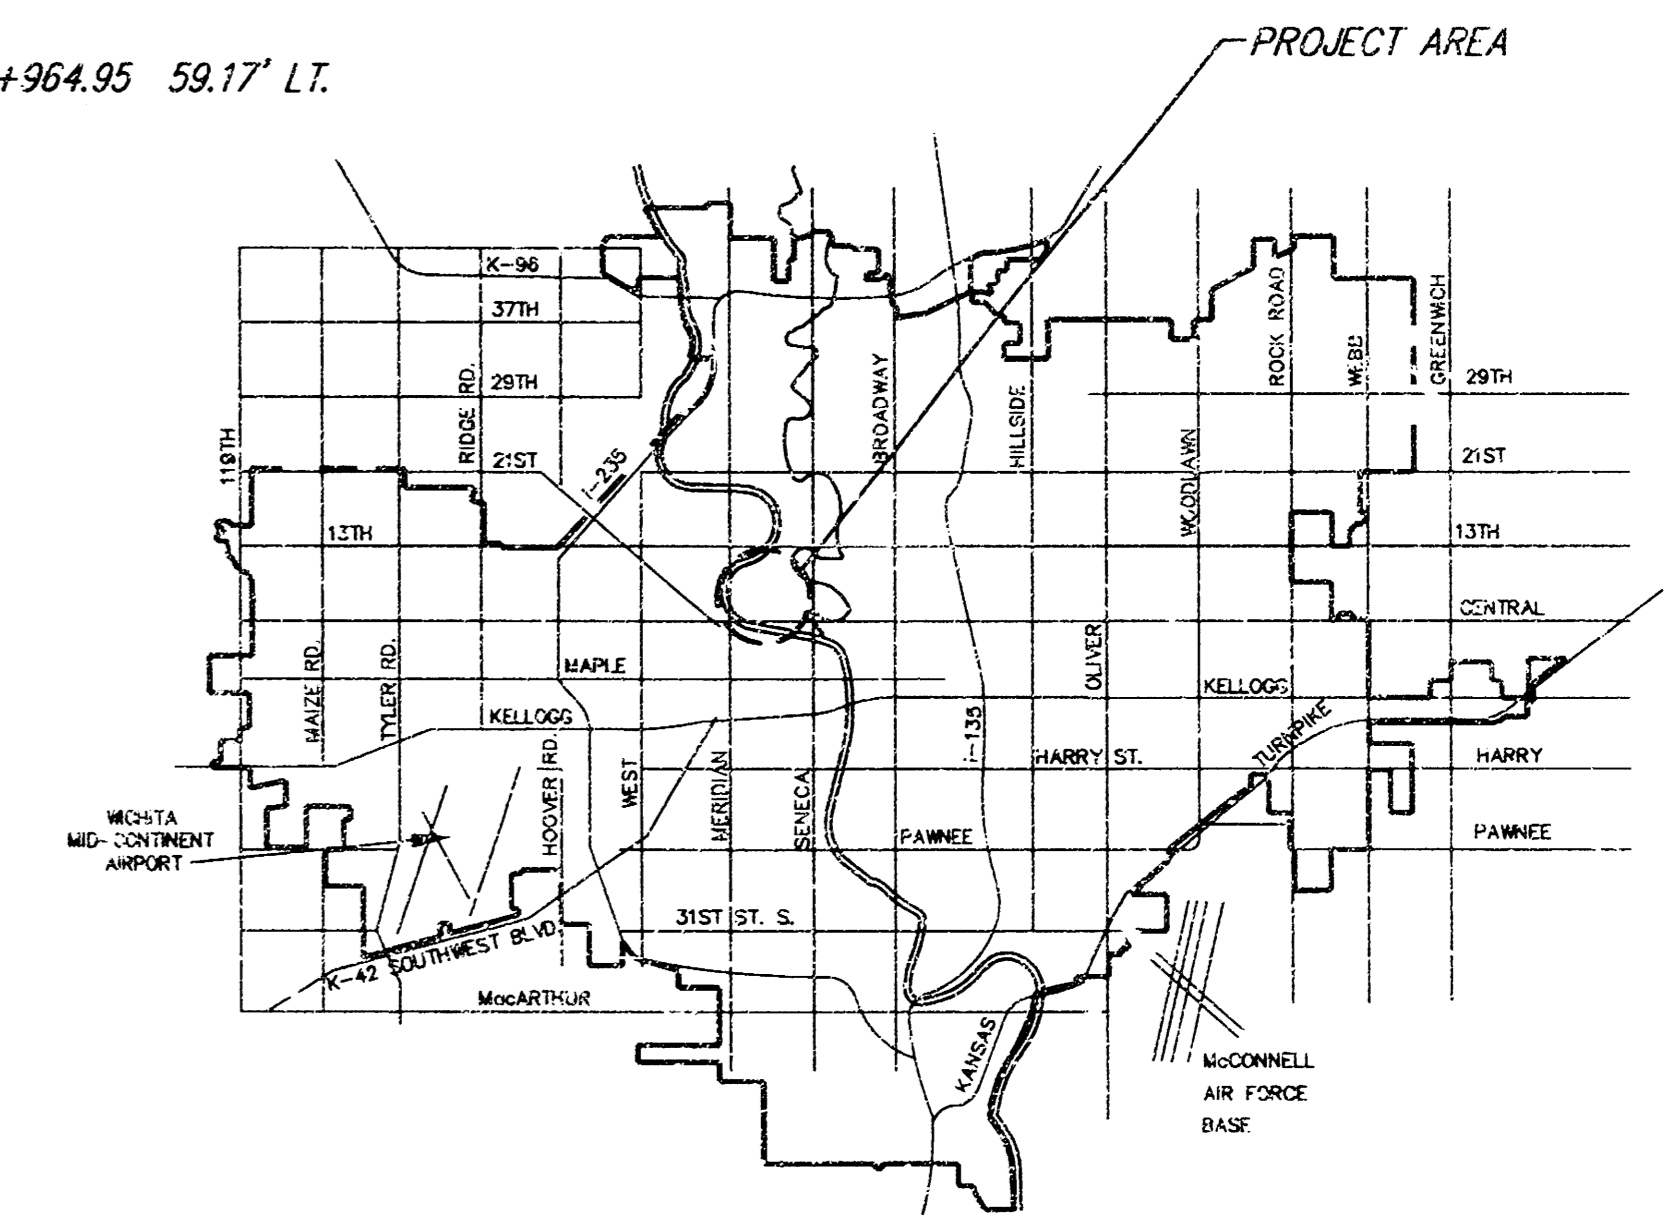 PROJECT AREA
+964.95 59.17' LT.
K-96
37TH
29TH
RIDGE RD.
119TH
21ST
I-235
13TH
BROADWAY
HILLSIDE
WOODLAWN
ROCK ROAD
WEBB
GREENWICH
29TH
21ST
13TH
CENTRAL
MAIZE RD.
TYLER RD.
MAPLE
KELLOGG
OLIVER
KELLOGG
TURNPIKE
HOOVER RD.
WEST
MERIDIAN
SENECA
I-135
HARRY ST.
HARRY
WICHITA
MID-CONTINENT
AIRPORT
PAWNEE
PAWNEE
31ST ST. S.
K-42 SOUTHWEST BLVD.
MacARTHUR
KANSAS
McCONNELL
AIR FORCE
BASE